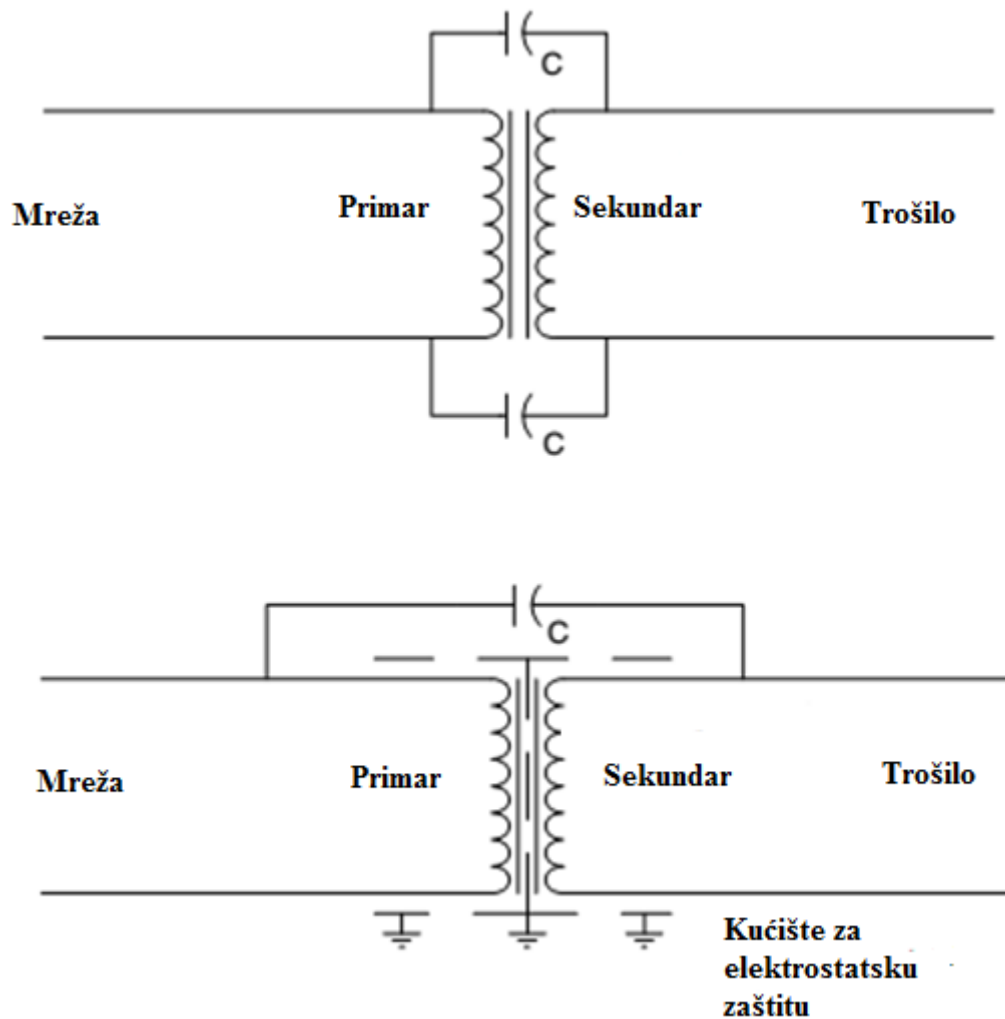 C
Mreža Primar Sekundar Trošilo
C
C
Mreža Primar Sekundar Trošilo
Kućište za
elektrostatsku
zaštitu